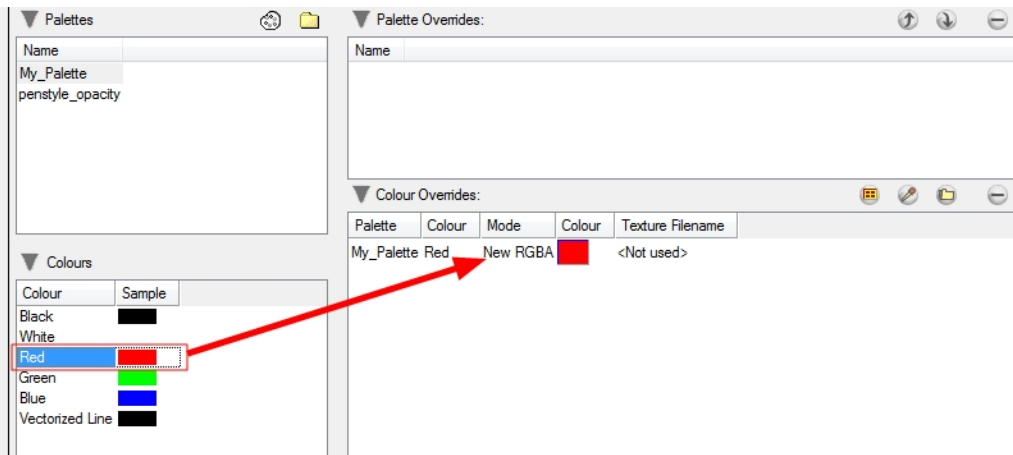 Palettes
Name
My_Palette
penstyle_opacity
Colours
Colour Sample
Black
White
Red
Green
Blue
Vectorized Line
Palette Overrides:
Name
Colour Overrides:
Palette Colour Mode Colour Texture Filename
My_Palette Red New RGBA <Not used>